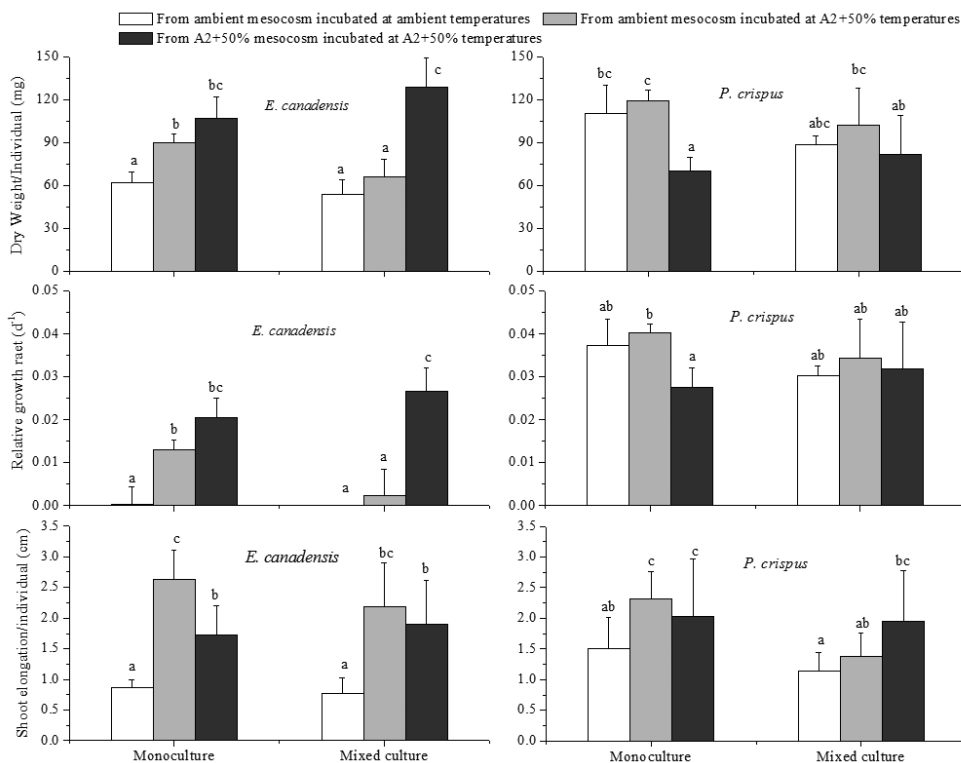 From ambient mesocosm incubated at ambient temperatures From ambient mesocosm incubated at A2+50% temperatures
From A2+50% mesocosm incubated at A2+50% temperatures
Dry Weight/Individual (mg)
150
120
90
60
30
0
E. canadensis
a
b
bc
a
a
c
150
120
90
60
30
0
P. crispus
bc
c
a
abc
bc
ab
Relative growth raet (d-1)
0.05
0.04
0.03
0.02
0.01
0.00
E. canadensis
a
b
bc
a
a
c
0.05
0.04
0.03
0.02
0.01
0.00
P. crispus
ab
b
a
ab
ab
ab
Shoot elongation/individual (cm)
3.5
3.0
2.5
2.0
1.5
1.0
0.5
0.0
E. canadensis
a
c
b
a
bc
b
Monoculture Mixed culture
3.5
3.0
2.5
2.0
1.5
1.0
0.5
0.0
P. crispus
ab
c
c
a
ab
bc
Monoculture Mixed culture